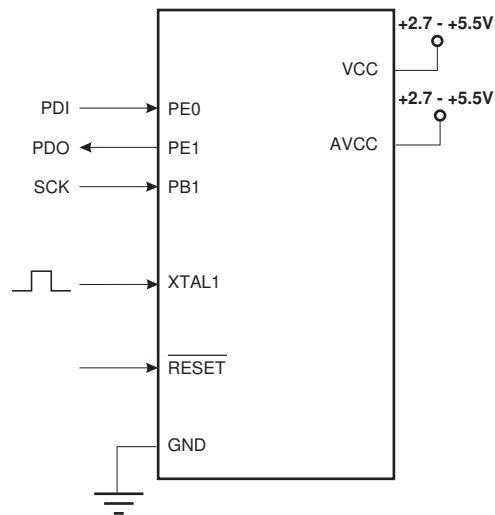 +2.7 - +5.5V
VCC
+2.7 - +5.5V
PDI PE0
PDO PE1 AVCC
SCK PB1
XTAL1
RESET
GND